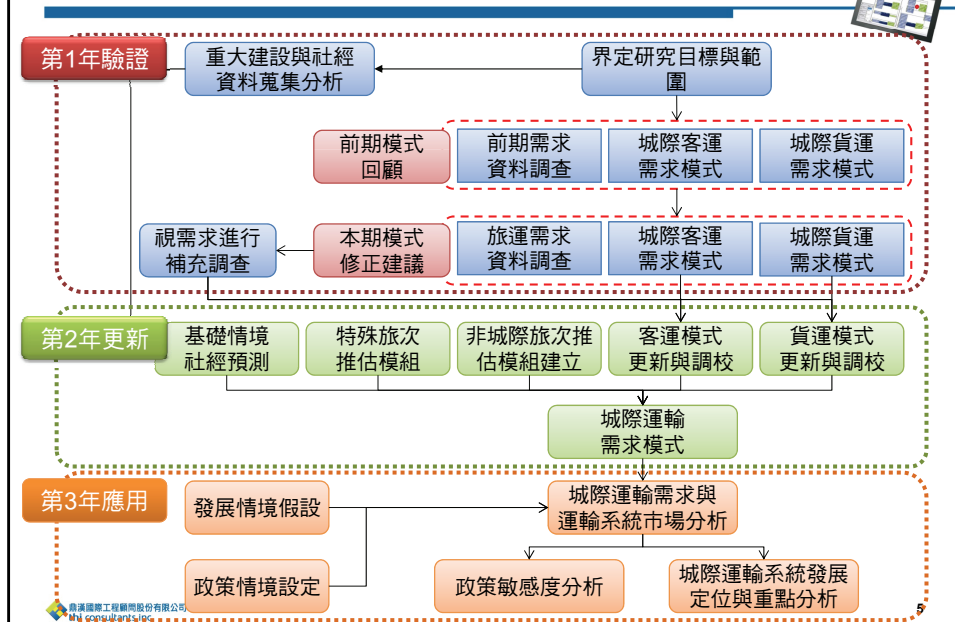 第1年驗證
重大建設與社經
資料蒐集分析
界定研究目標與範
圍
前期模式
回顧
前期需求
資料調查
城際客運
需求模式
城際貨運
需求模式
視需求進行
補充調查
本期模式
修正建議
旅運需求
資料調查
城際客運
需求模式
城際貨運
需求模式
第2年更新
基礎情境
社經預測
特殊旅次
推估模組
非城際旅次推
估模組建立
客運模式
更新與調校
貨運模式
更新與調校
城際運輸
需求模式
第3年應用
發展情境假設
城際運輸需求與
運輸系統市場分析
政策情境設定
政策敏感度分析
城際運輸系統發展
定位與重點分析
鼎漢國際工程顧問股份有限公司
thi consultants inc.
5